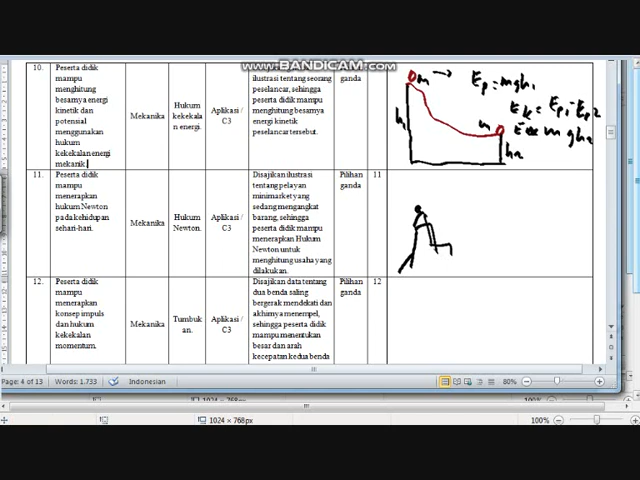 WWW.BANDICAM.COM
10.
Peserta didik
mampu
menghitung
besarnya energi
kinetik dan
potensial
menggunakan
hukum
kekekalan energi
mekanik.
Mekanika
Hukum
kekekala
n energi.
Aplikasi /
C3
ilustrasi tentang seorang
peselancar, sehingga
peserta didik mampu
menghitung besarnya
energi kinetik
peselancar tersebut.
ganda
m
Ep = mgh1
h1
Ek = Ep1 - Ep2
m
m gh2
h2
11.
Peserta didik
mampu
menerapkan
hukum Newton
pada kehidupan
sehari-hari.
Mekanika
Hukum
Newton.
Aplikasi /
C3
Disajikan ilustrasi
tentang pelayan
minimarket yang
sedang mengangkat
barang, sehingga
peserta didik mampu
menerapkan Hukum
Newton untuk
menghitung usaha yang
dilakukan.
Pilihan
ganda
11
12.
Peserta didik
mampu
menerapkan
konsep impuls
dan hukum
kekekalan
momentum.
Mekanika
Tumbuk
an.
Aplikasi /
C3
Disajikan data tentang
dua benda saling
bergerak mendekati dan
akhirnya menempel,
sehingga peserta didik
mampu menentukan
besar dan arah
kecepatan kedua benda
Pilihan
ganda
12
Page: 4 of 13
Words: 1.733
Indonesian
80%
1024 × 768px
1024 × 768px
100%
100%